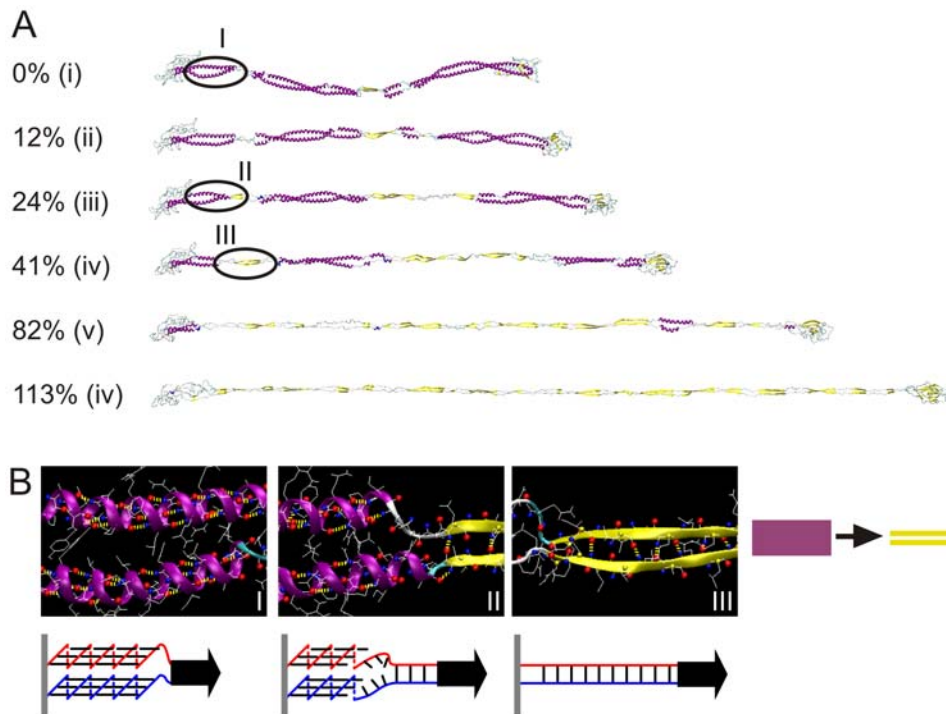 A
I
0% (i)
12% (ii)
II
24% (iii)
III
41% (iv)
82% (v)
113% (iv)
B
I
II
III